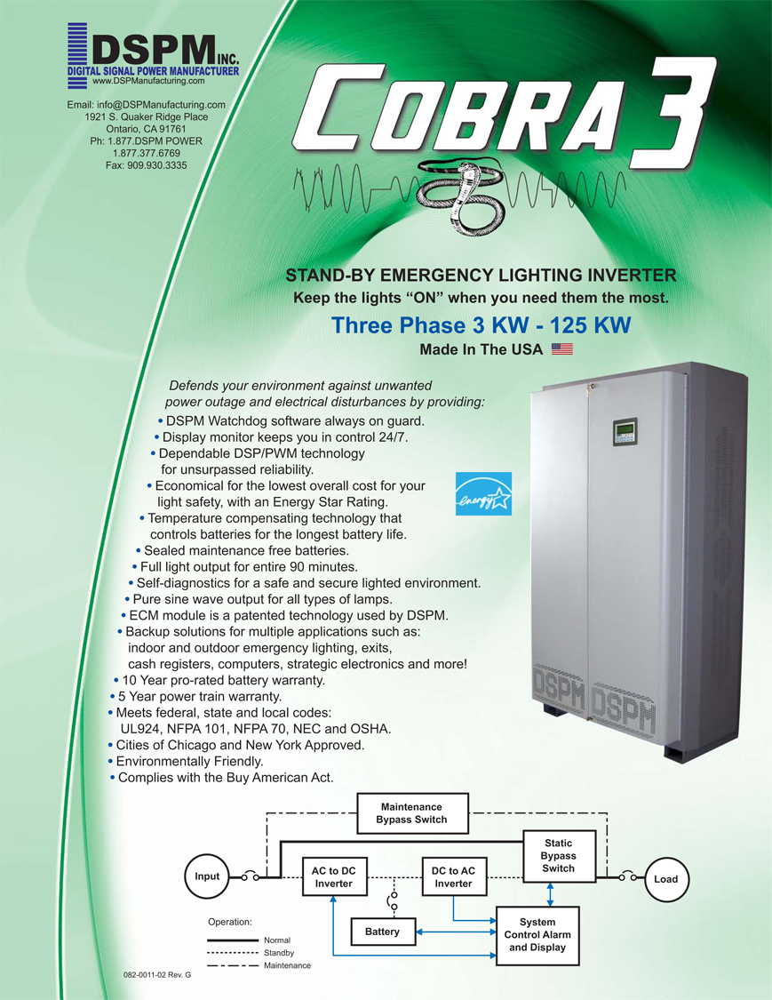 DSPM INC.
DIGITAL SIGNAL POWER MANUFACTURER
www.DSPManufacturing.com
Email: info@DSPManufacturing.com
1921 S. Quaker Ridge Place
Ontario, CA 91761
Ph: 1.877.DSPM POWER
1.877.377.6769
Fax: 909.930.3335
COBRA 3
STAND-BY EMERGENCY LIGHTING INVERTER
Keep the lights “ON” when you need them the most.
Three Phase 3 KW - 125 KW
Made In The USA
Defends your environment against unwanted
power outage and electrical disturbances by providing:
• DSPM Watchdog software always on guard.
• Display monitor keeps you in control 24/7.
• Dependable DSP/PWM technology
for unsurpassed reliability.
• Economical for the lowest overall cost for your
light safety, with an Energy Star Rating.
• Temperature compensating technology that
controls batteries for the longest battery life.
• Sealed maintenance free batteries.
• Full light output for entire 90 minutes.
• Self-diagnostics for a safe and secure lighted environment.
• Pure sine wave output for all types of lamps.
• ECM module is a patented technology used by DSPM.
• Backup solutions for multiple applications such as:
indoor and outdoor emergency lighting, exits,
cash registers, computers, strategic electronics and more!
• 10 Year pro-rated battery warranty.
• 5 Year power train warranty.
• Meets federal, state and local codes:
UL924, NFPA 101, NFPA 70, NEC and OSHA.
• Cities of Chicago and New York Approved.
• Environmentally Friendly.
• Complies with the Buy American Act.
energy
DSPM DSPM
Maintenance
Bypass Switch
Static
Bypass
Switch
Input
AC to DC
Inverter
DC to AC
Inverter
Load
Battery
System
Control Alarm
and Display
Operation:
Normal
Standby
Maintenance
082-0011-02 Rev. G